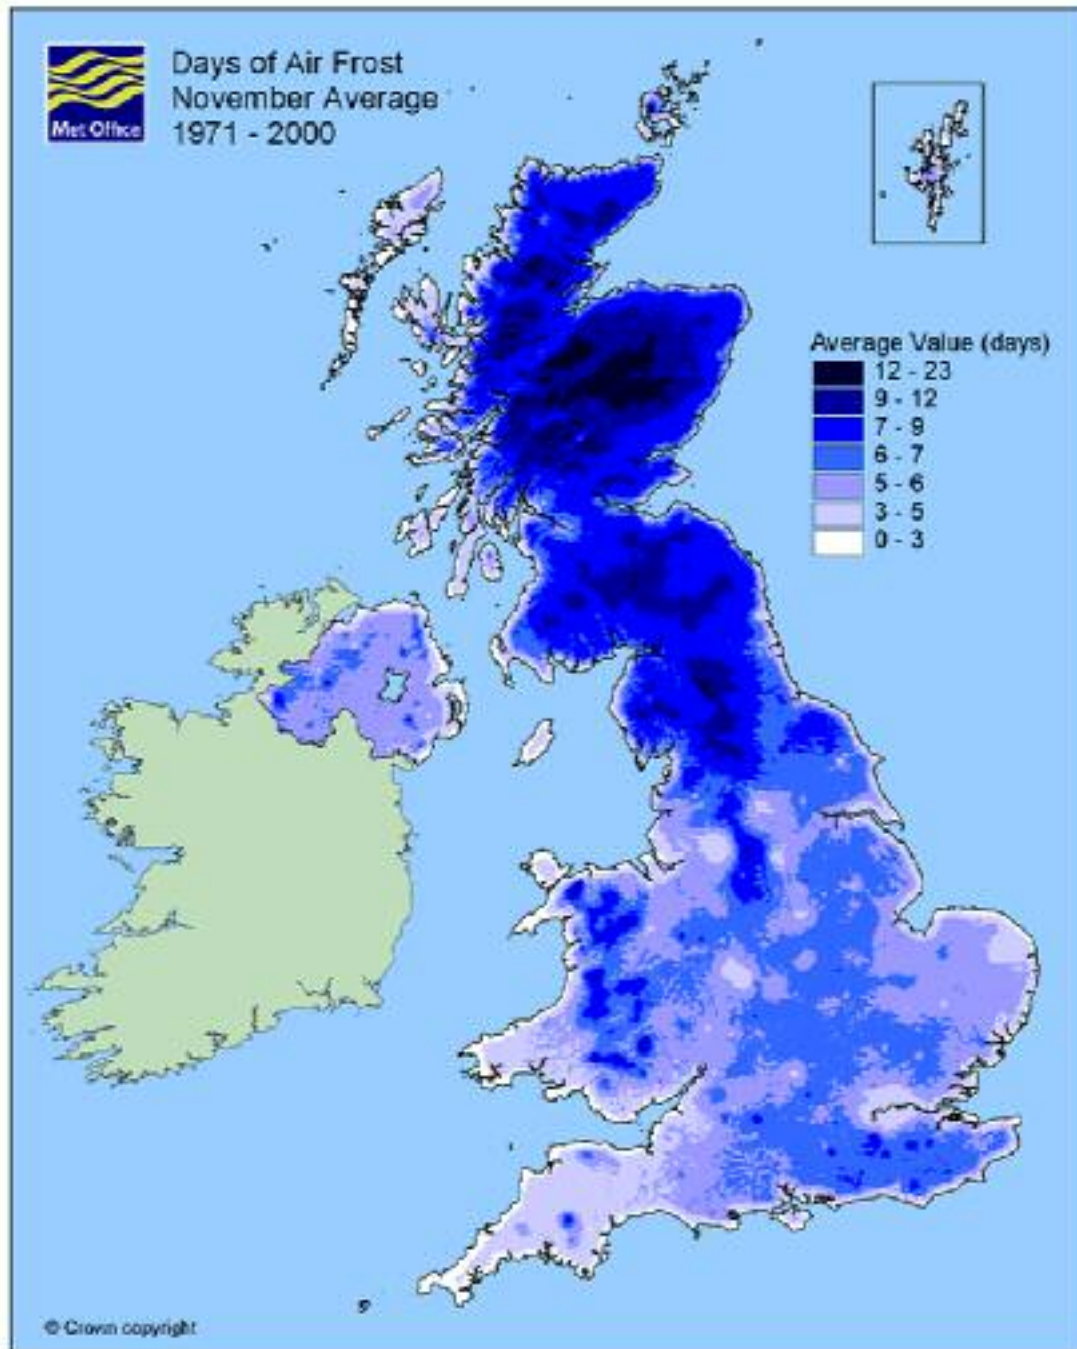 Met Office
Days of Air Frost
November Average
1971 - 2000
Average Value (days)
12 - 23
9 - 12
7 - 9
6 - 7
5 - 6
3 - 5
0 - 3
© Crown copyright